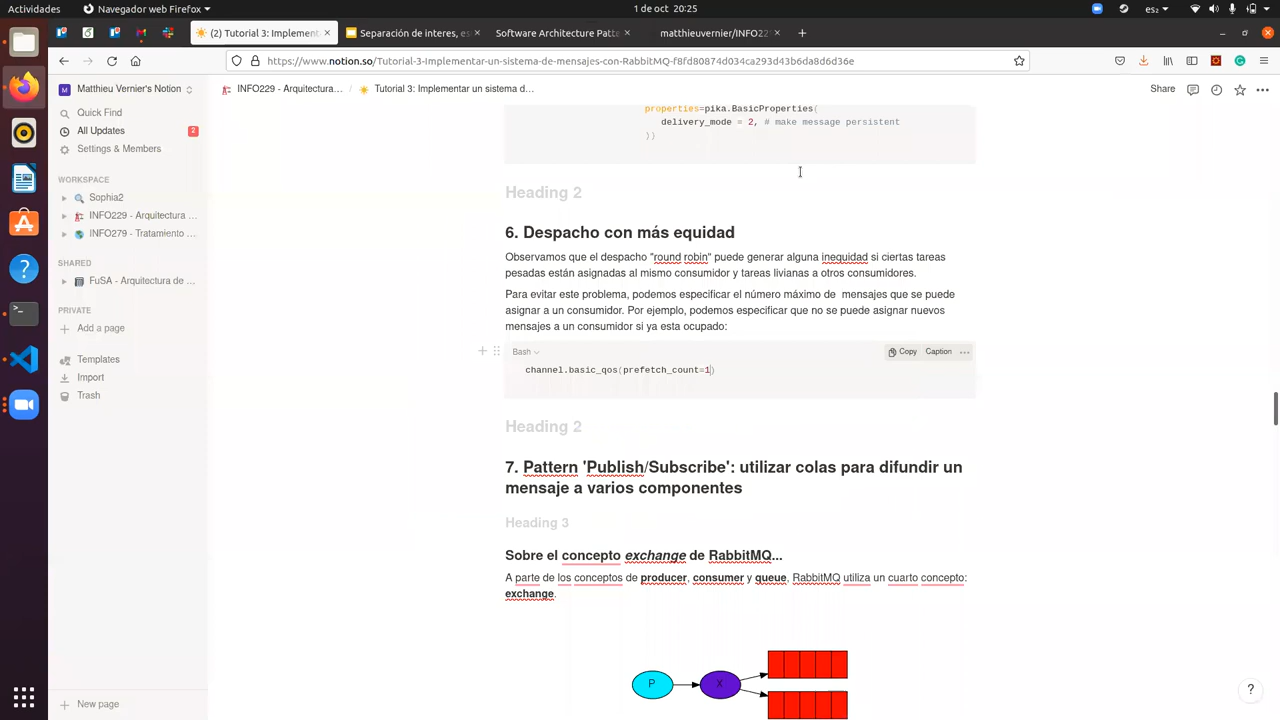 Actividades
Navegador web Firefox
1 de oct 20:25
es₂
(2) Tutorial 3: Implement
Separación de interes, es
Software Architecture Patte
matthieuvernier/INFO22
https://www.notion.so/Tutorial-3-Implementar-un-sistema-de-mensajes-con-RabbitMQ-f8fd80874d034ca293d43b6da8d6d36e
M
Matthieu Vernier's Notion
INFO229 - Arquitectura...
/
Tutorial 3: Implementar un sistema d...
Share
Quick Find
All Updates
2
Settings & Members
WORKSPACE
Sophia2
INFO229 - Arquitectura ...
INFO279 - Tratamiento ...
SHARED
FuSA - Arquitectura de ...
PRIVATE
Add a page
Templates
Import
Trash
New page
properties=pika.BasicProperties(
delivery_mode = 2, # make message persistent
))
Heading 2
6. Despacho con más equidad
Observamos que el despacho "round robin" puede generar alguna inequidad si ciertas tareas
pesadas están asignadas al mismo consumidor y tareas livianas a otros consumidores.
Para evitar este problema, podemos especificar el número máximo de mensajes que se puede
asignar a un consumidor. Por ejemplo, podemos especificar que no se puede asignar nuevos
mensajes a un consumidor si ya esta ocupado:
Bash
Copy
Caption
channel.basic_qos(prefetch_count=1)
Heading 2
7. Pattern 'Publish/Subscribe': utilizar colas para difundir un
mensaje a varios componentes
Heading 3
Sobre el concepto exchange de RabbitMQ...
A parte de los conceptos de producer, consumer y queue, RabbitMQ utiliza un cuarto concepto:
exchange.
P
X
?